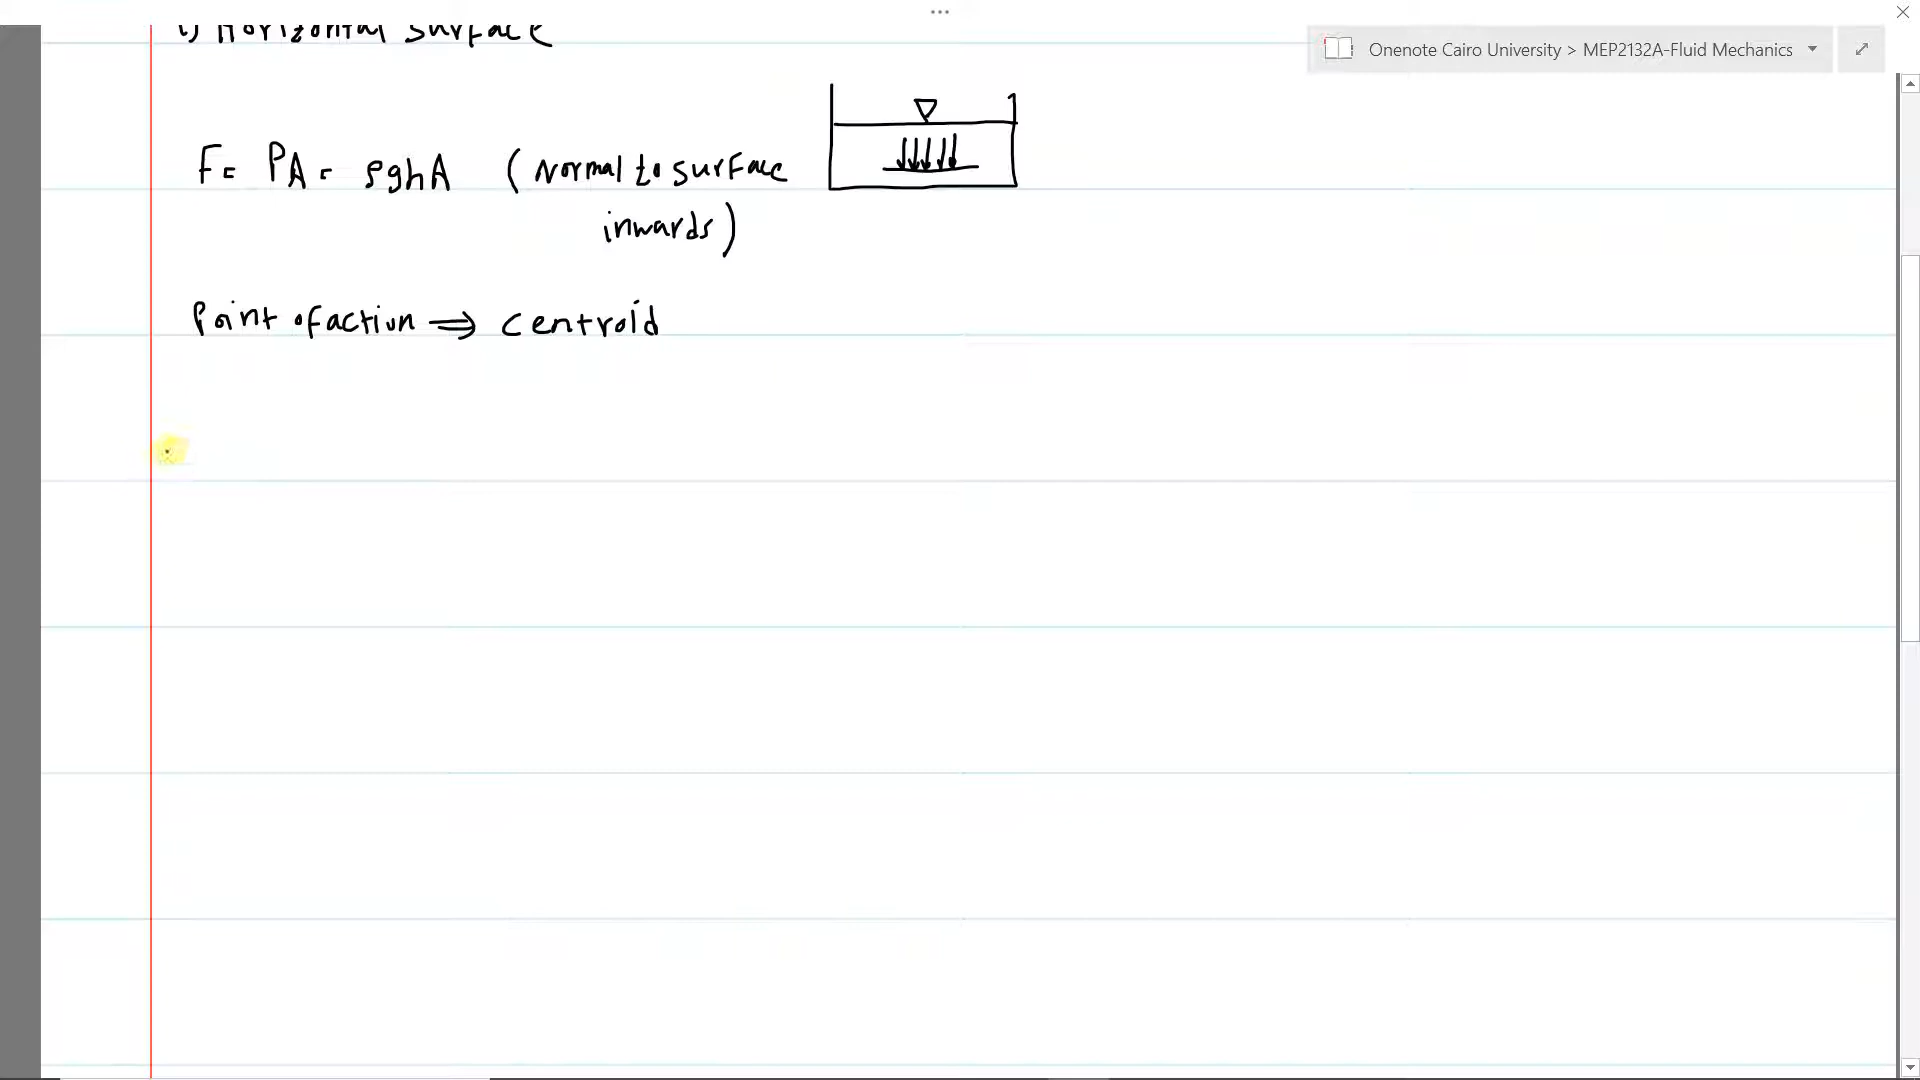 i) Horizontal surface
Onenote Cairo University > MEP2132A-Fluid Mechanics
F= PA= ρghA (Normal to surface
inwards)
Point of action ⇒ centroid